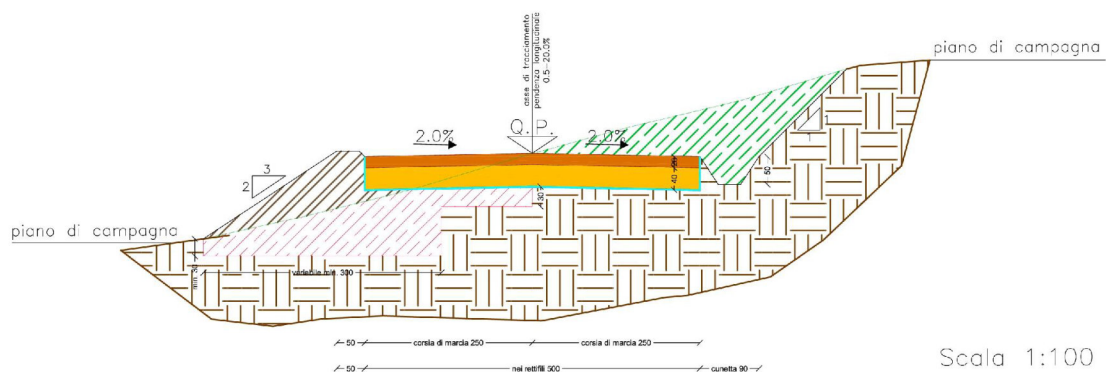 asse di tracciamento
pendenza longitudinale
0.5-20.0%
piano di campagna
Q.P.
2.0%
2.0%
1
1
3
2
50
40
30
piano di campagna
min. 30
variabile min. 300
50
corsia di marcia 250
corsia di marcia 250
50
nei rettifili 500
cunetta 90
Scala 1:100